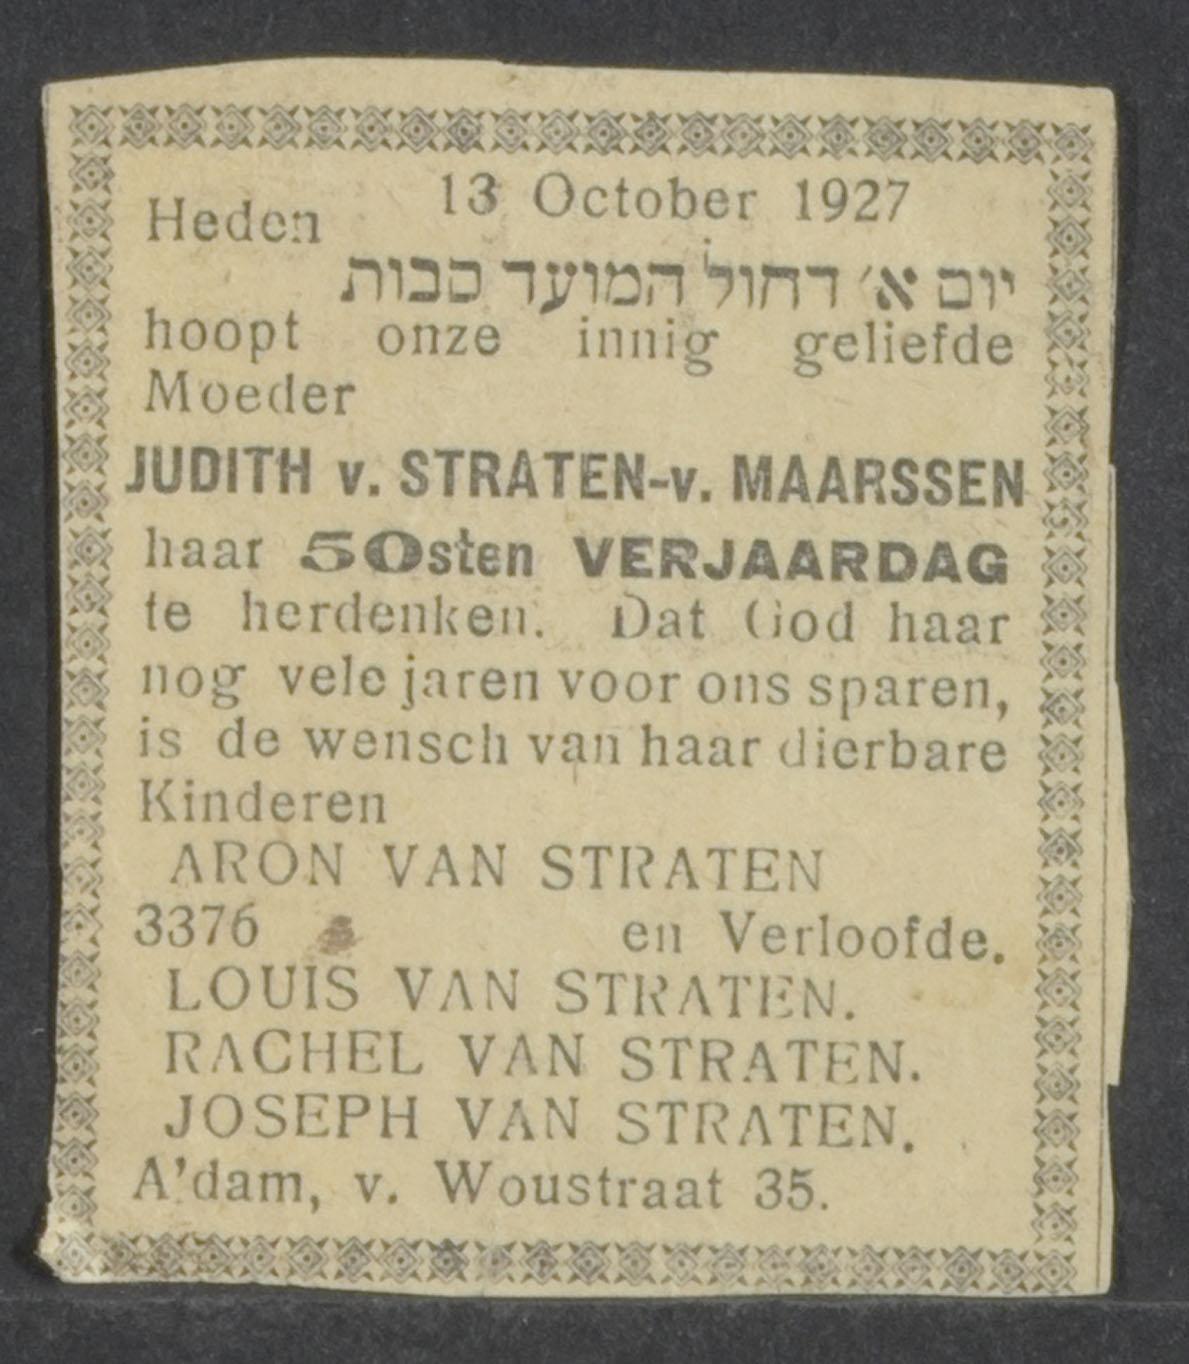 13 October 1927
Heden
יום א׳ דחול המועד סכות
hoopt onze innig geliefde
Moeder
JUDITH v. STRATEN-v. MAARSSEN
haar 50sten VERJAARDAG
te herdenken. Dat God haar
nog vele jaren voor ons sparen,
is de wensch van haar dierbare
Kinderen
ARON VAN STRATEN
3376 en Verloofde.
LOUIS VAN STRATEN.
RACHEL VAN STRATEN.
JOSEPH VAN STRATEN.
A'dam, v. Woustraat 35.